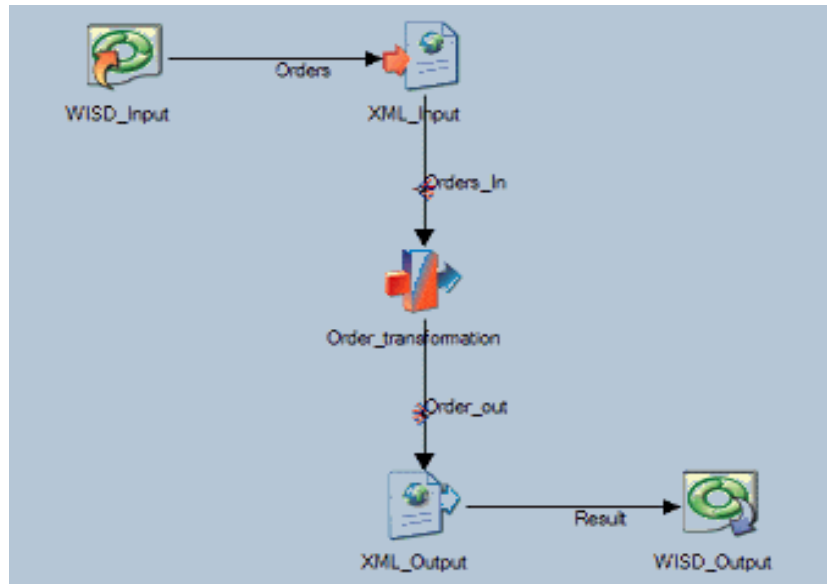 Orders
WISD_Input
XML_Input
Orders_In
Order_transformation
Order_out
Result
XML_Output
WISD_Output